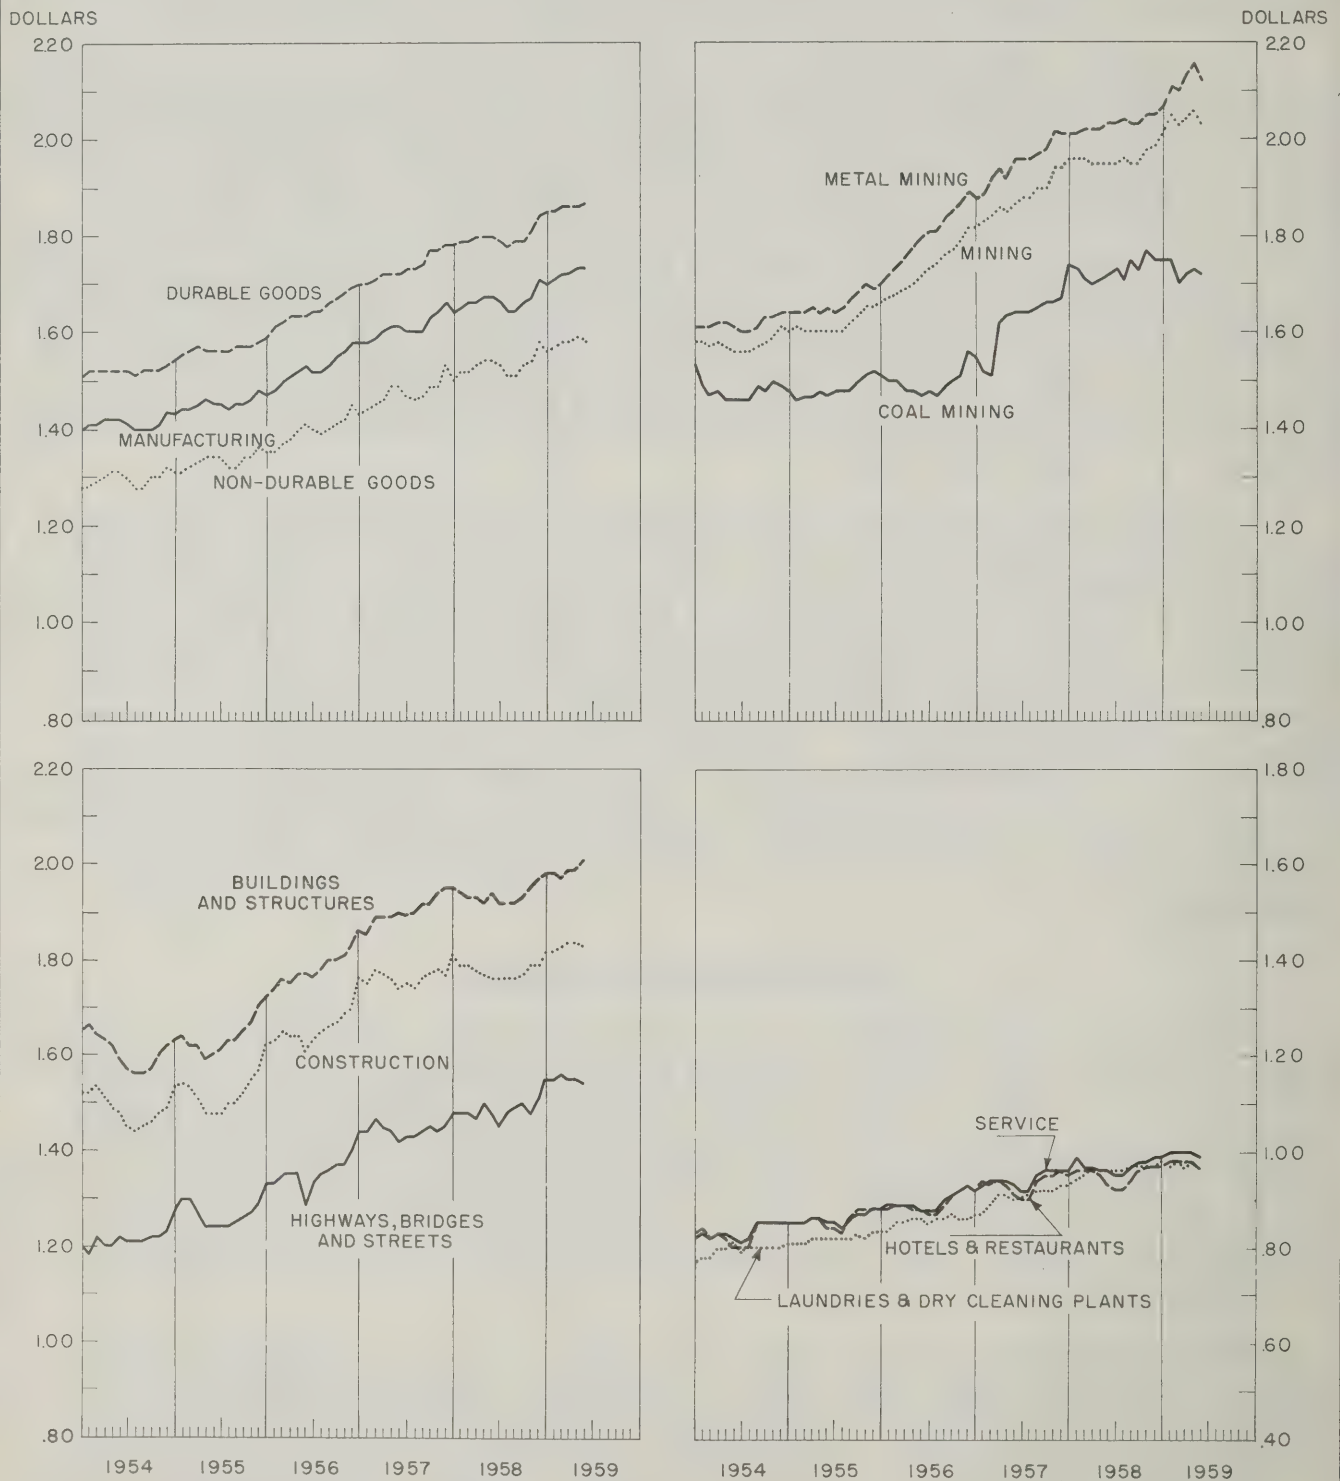 DOLLARS
DOLLARS
2.20
2.00
1.80
1.60
1.40
1.20
1.00
.80
DURABLE GOODS
MANUFACTURING
NON-DURABLE GOODS
2.20
2.00
1.80
1.60
1.40
1.20
1.00
.80
METAL MINING
MINING
COAL MINING
2.20
2.00
1.80
1.60
1.40
1.20
1.00
.80
BUILDINGS
AND STRUCTURES
CONSTRUCTION
HIGHWAYS, BRIDGES
AND STREETS
1954 1955 1956 1957 1958 1959
1.80
1.60
1.40
1.20
1.00
.80
.60
.40
SERVICE
HOTELS & RESTAURANTS
LAUNDRIES & DRY CLEANING PLANTS
1954 1955 1956 1957 1958 1959